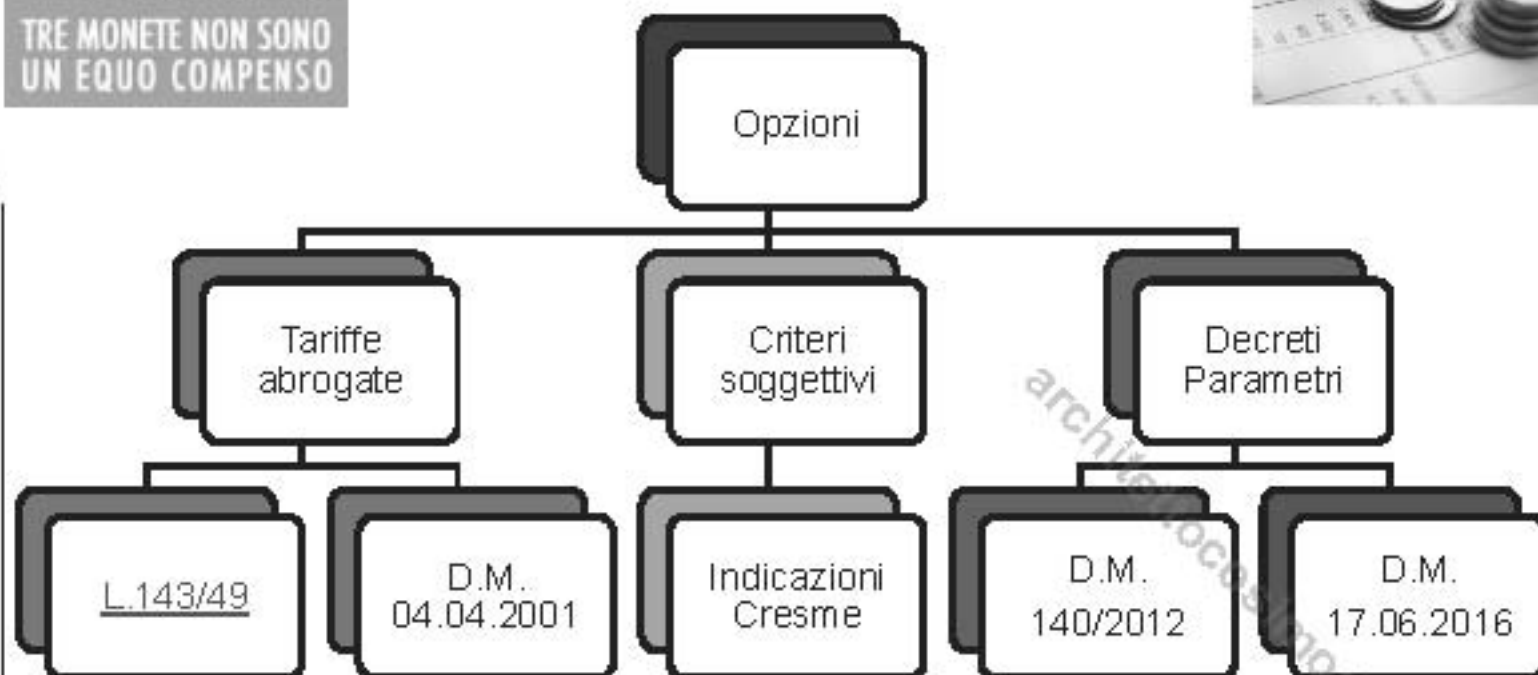 TRE MONETE NON SONO
UN EQUO COMPENSO
Opzioni
Tariffe
abrogate
Criteri
soggettivi
Decreti
Parametri
L.143/49
D.M.
04.04.2001
Indicazioni
Cresme
D.M.
140/2012
D.M.
17.06.2016
architettocosimo